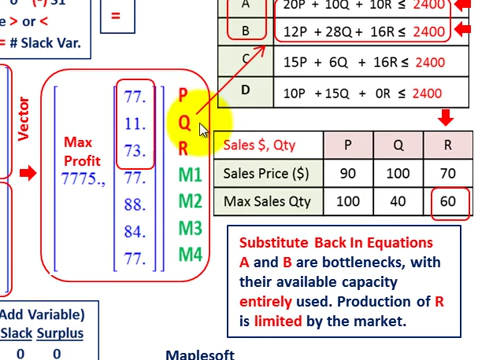 o (-) S1
e > or <
= # Slack Var.
=
A 20P + 10Q + 10R ≤ 2400
B 12P + 28Q + 16R ≤ 2400
C 15P + 6Q + 16R ≤ 2400
D 10P + 15Q + 0R ≤ 2400
Vector
Max
Profit
7775.,
77. P
11. Q
73. R
77. M1
88. M2
84. M3
77. M4
Sales $, Qty P Q R
Sales Price ($) 90 100 70
Max Sales Qty 100 40 60
Substitute Back In Equations
A and B are bottlenecks, with
their available capacity
entirely used. Production of R
is limited by the market.
Add Variable)
Slack Surplus
0 0
Maplesoft